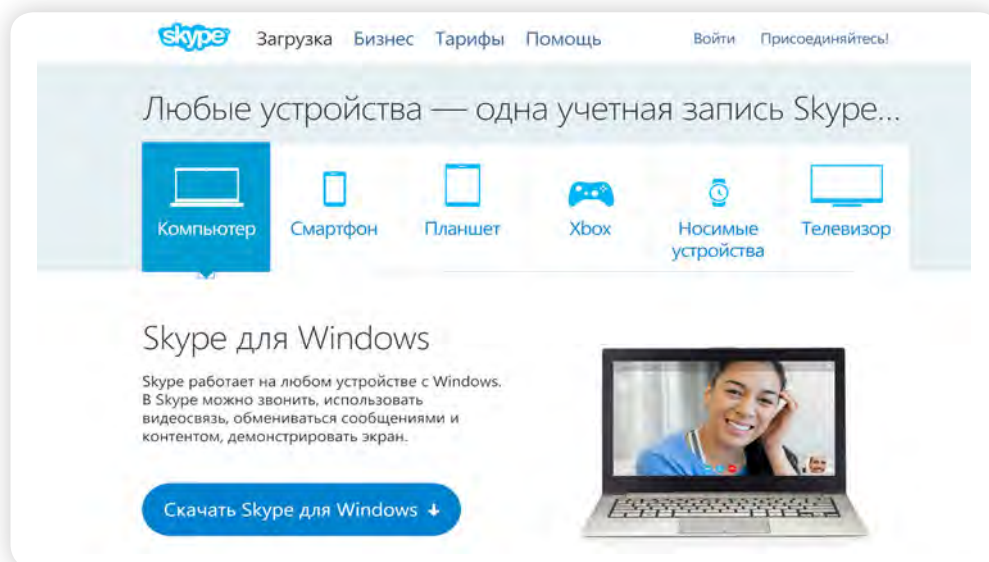 skype Загрузка Бизнес Тарифы Помощь Войти Присоединяйтесь!
Любые устройства — одна учетная запись Skype...
Компьютер Смартфон Планшет Xbox Носимые устройства Телевизор
Skype для Windows
Skype работает на любом устройстве с Windows.
В Skype можно звонить, использовать
видеосвязь, обмениваться сообщениями и
контентом, демонстрировать экран.
Скачать Skype для Windows